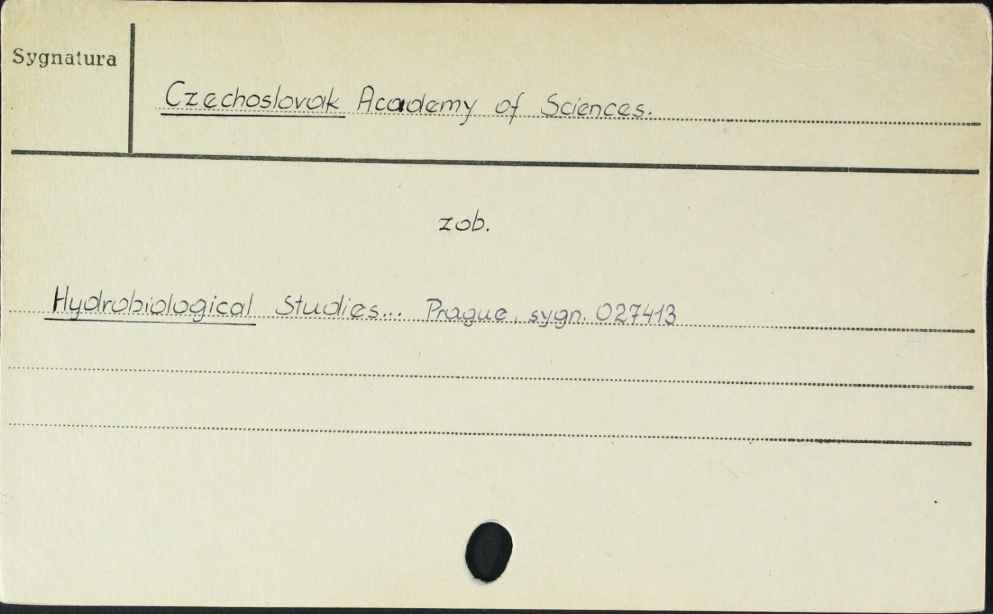 Sygnatura
Czechoslovak Academy of Sciences.
zob.
Hydrobiological Studies... Prague, sygn. 027413